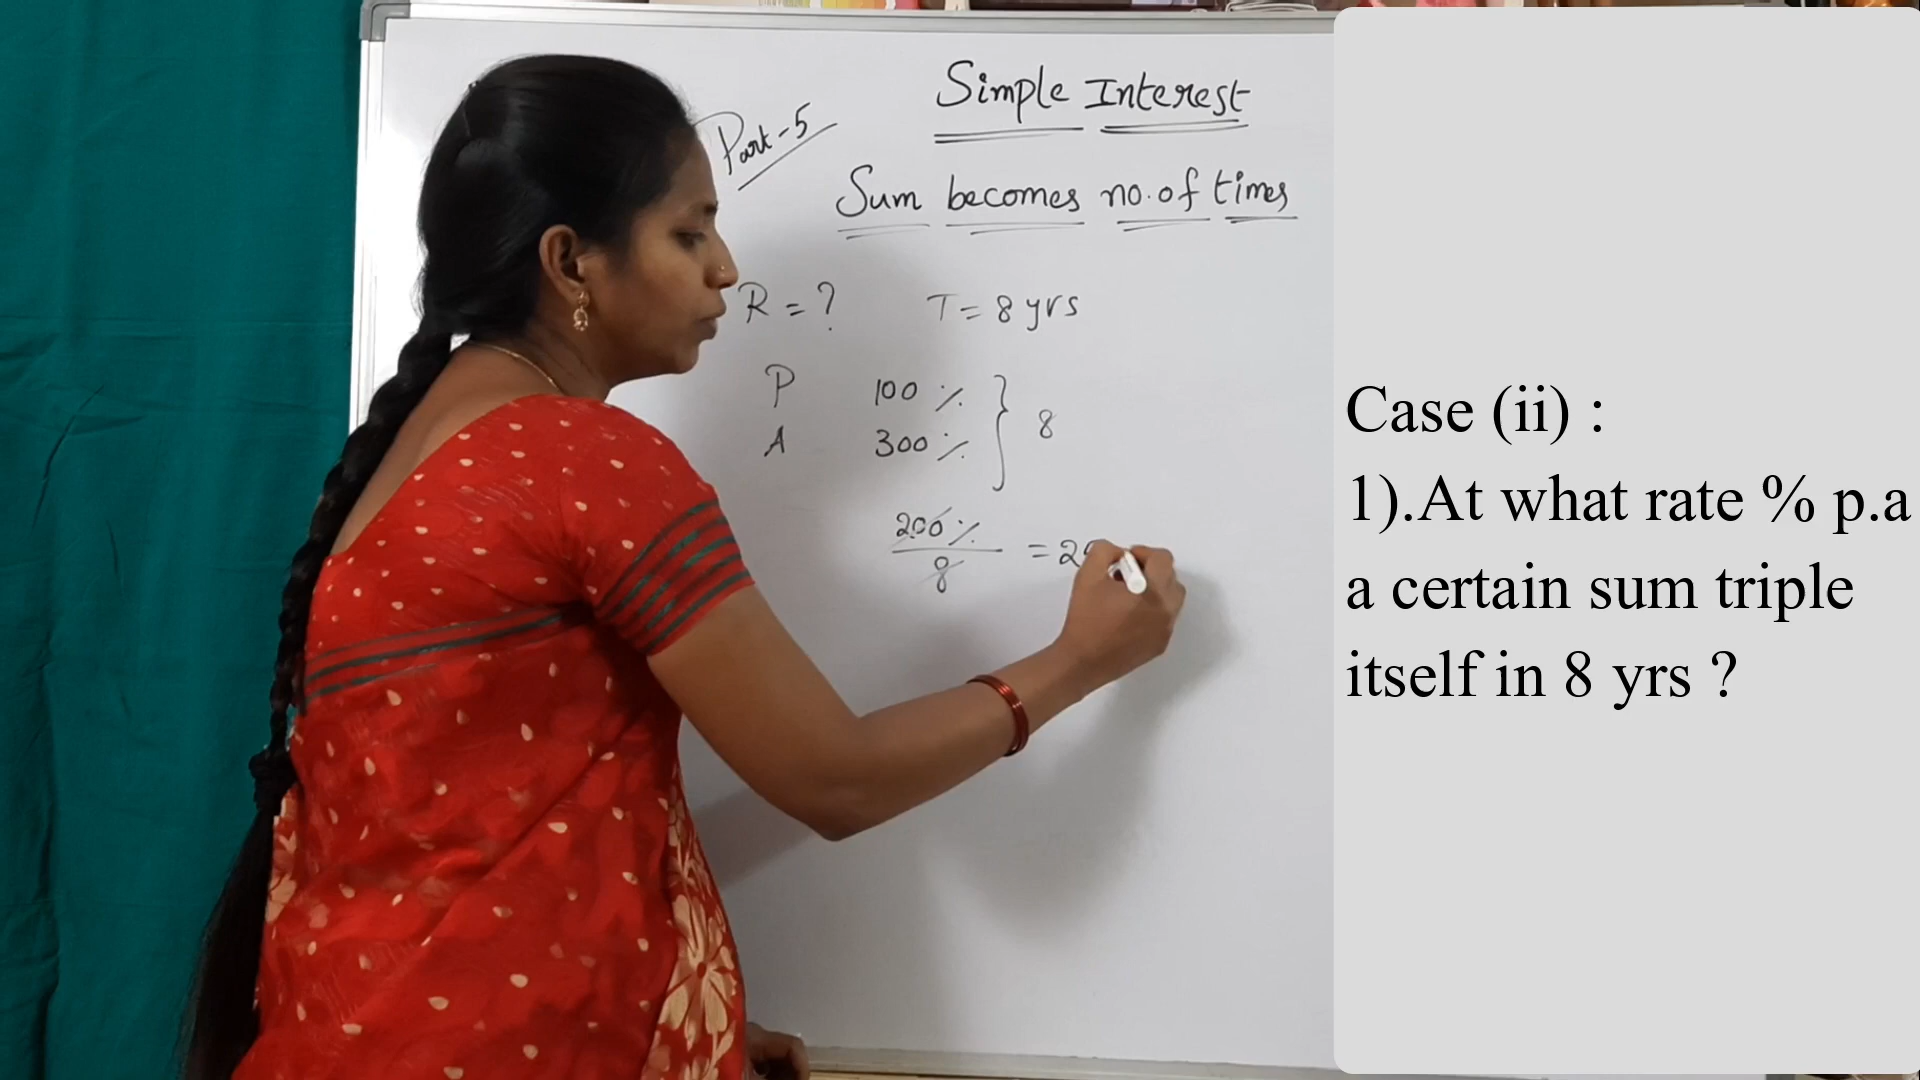 Part-5
Simple Interest
Sum becomes no.of times
R = ? T = 8 yrs
P 100 %
A 300 %
8
200 %
8
= 2
Case (ii) :
1).At what rate % p.a
a certain sum triple
itself in 8 yrs ?